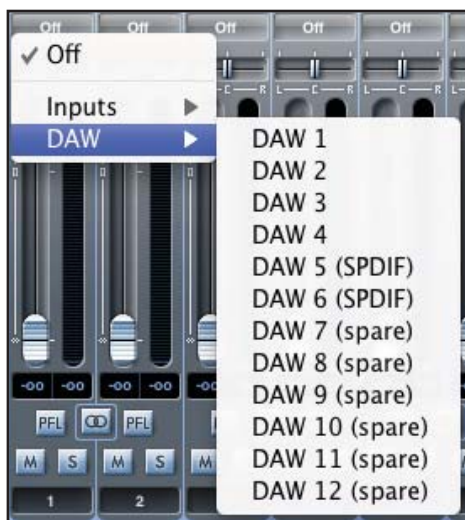 Off Off Off Off Off
✓ Off
Inputs
DAW
DAW 1
DAW 2
DAW 3
DAW 4
DAW 5 (SPDIF)
DAW 6 (SPDIF)
DAW 7 (spare)
DAW 8 (spare)
DAW 9 (spare)
DAW 10 (spare)
DAW 11 (spare)
DAW 12 (spare)
C R L C R L C R
-oo -oo -oo -oo -oo
PFL PFL
M S M S M
1 2